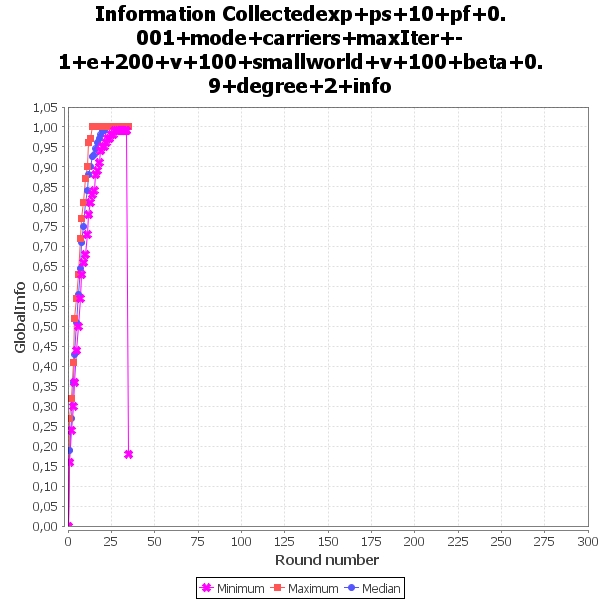 Information Collectedexp+ps+10+pf+0.
001+mode+carriers+maxIter+-
1+e+200+v+100+smallworld+v+100+beta+0.
9+degree+2+info
GlobalInfo
1,05
1,00
0,95
0,90
0,85
0,80
0,75
0,70
0,65
0,60
0,55
0,50
0,45
0,40
0,35
0,30
0,25
0,20
0,15
0,10
0,05
0,00
0 25 50 75 100 125 150 175 200 225 250 275 300
Round number
Minimum Maximum Median